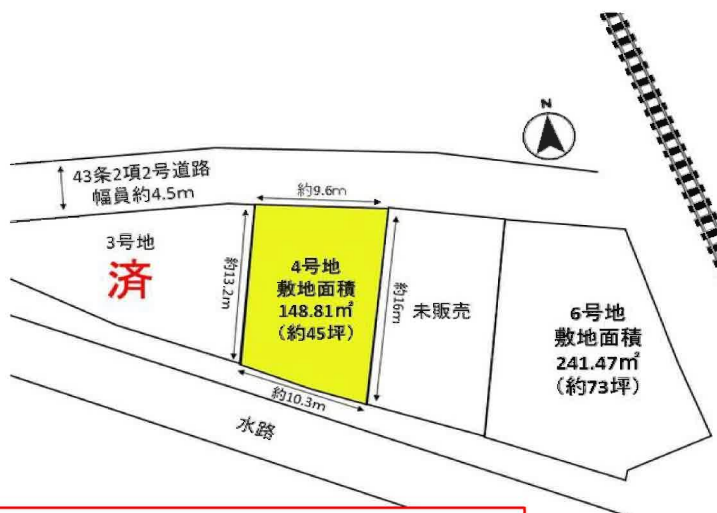 N
43条2項2号道路
幅員約4.5m
約9.6m
3号地
済
約13.2m
4号地
敷地面積
148.81㎡
（約45坪）
約16m
未販売
6号地
敷地面積
241.47㎡
（約73坪）
約10.3m
水路